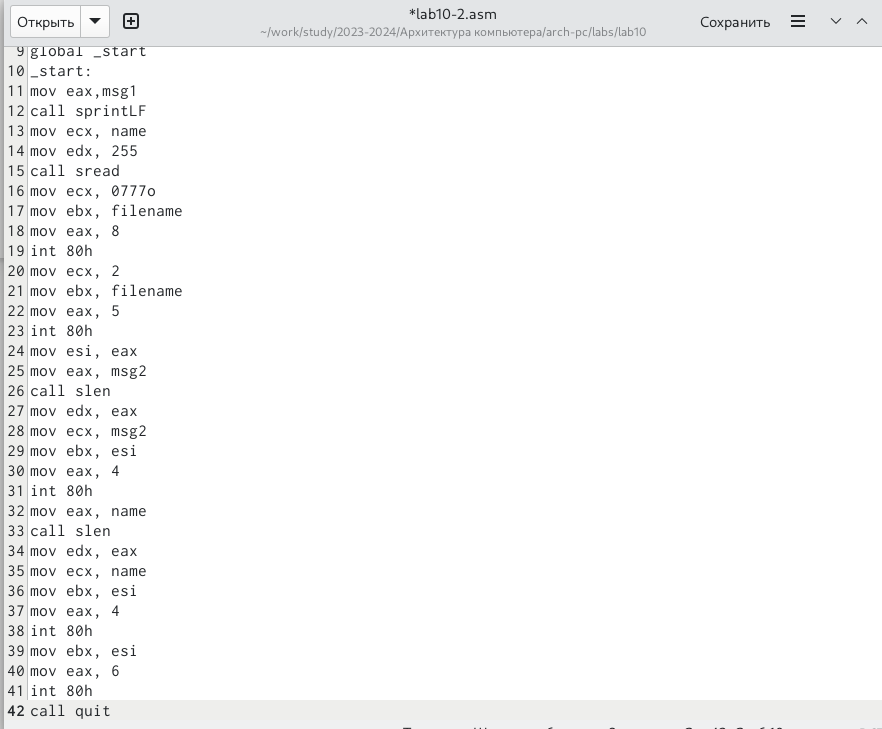 Открыть
*lab10-2.asm
~/work/study/2023-2024/Архитектура компьютера/arch-pc/labs/lab10
Сохранить
9 global _start
10 _start:
11 mov eax,msg1
12 call sprintLF
13 mov ecx, name
14 mov edx, 255
15 call sread
16 mov ecx, 0777o
17 mov ebx, filename
18 mov eax, 8
19 int 80h
20 mov ecx, 2
21 mov ebx, filename
22 mov eax, 5
23 int 80h
24 mov esi, eax
25 mov eax, msg2
26 call slen
27 mov edx, eax
28 mov ecx, msg2
29 mov ebx, esi
30 mov eax, 4
31 int 80h
32 mov eax, name
33 call slen
34 mov edx, eax
35 mov ecx, name
36 mov ebx, esi
37 mov eax, 4
38 int 80h
39 mov ebx, esi
40 mov eax, 6
41 int 80h
42 call quit